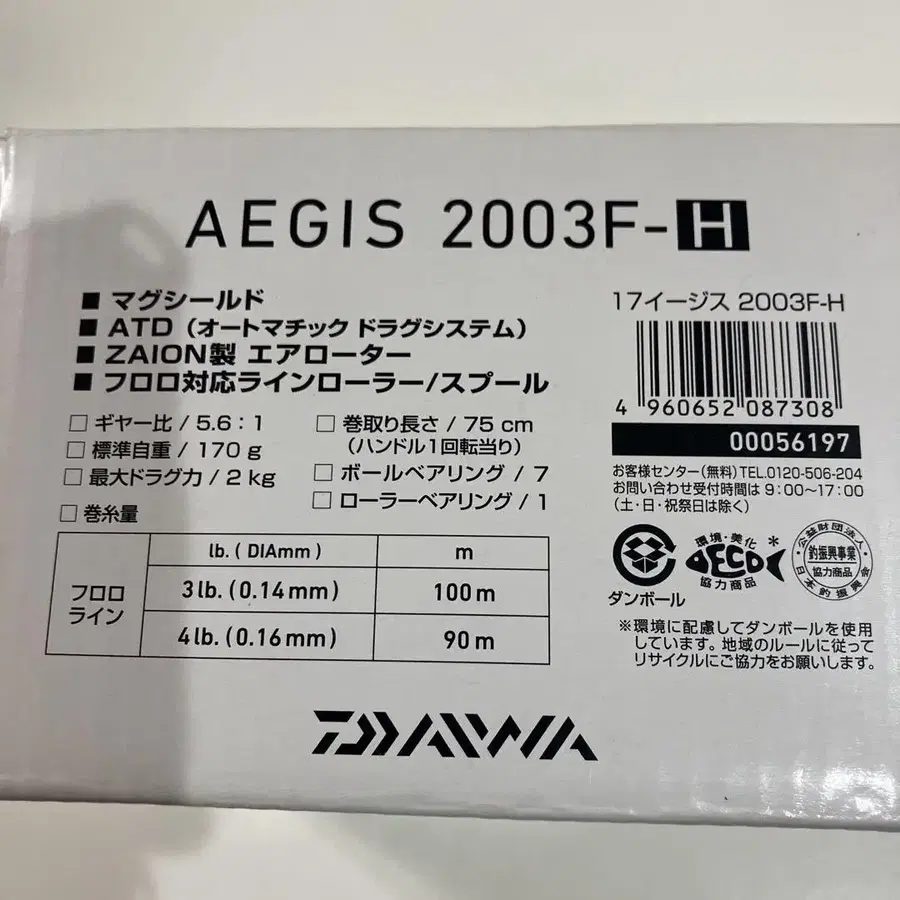 AEGIS 2003F-H
■ マグシールド
■ ATD（オートマチック ドラグシステム）
■ ZAION製 エアローター
■ フロロ対応ラインローラー/スプール
□ ギヤー比 / 5.6：1
□ 標準自重 / 170 g
□ 最大ドラグ力 / 2 kg
□ 巻取り長さ / 75 cm
（ハンドル1回転当り）
□ ボールベアリング / 7
□ ローラーベアリング / 1
□ 巻糸量
lb. ( DIAmm ) m
フロロライン
3 lb. ( 0.14 mm ) 100 m
4 lb. ( 0.16 mm ) 90 m
17イージス 2003F-H
4 960652 087308
00056197
お客様センター（無料）TEL.0120-506-204
お問い合わせ受付時間は 9：00〜17：00
（土・日・祝祭日は除く）
ダンボール
環境・美化
DECO
*
協力商品
公益財団法人
釣振興事業
協力商品
日本釣振興会
※環境に配慮してダンボールを使用
しています。地域のルールに従って
リサイクルにご協力をお願いします。
DAIWA